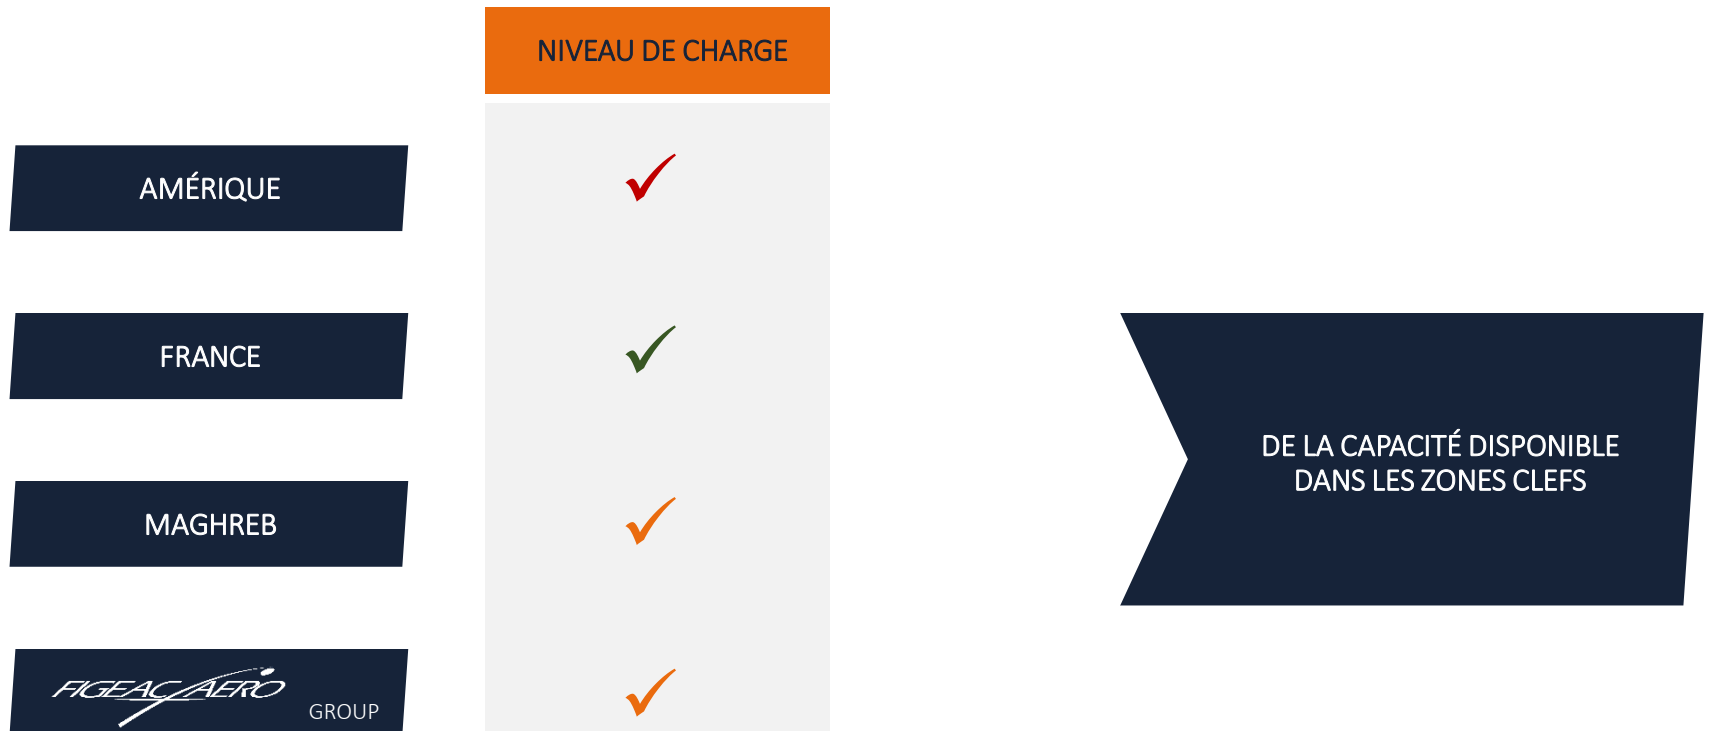 NIVEAU DE CHARGE
AMÉRIQUE
FRANCE
MAGHREB
FIGEAC AERO
GROUP
DE LA CAPACITÉ DISPONIBLE
DANS LES ZONES CLEFS